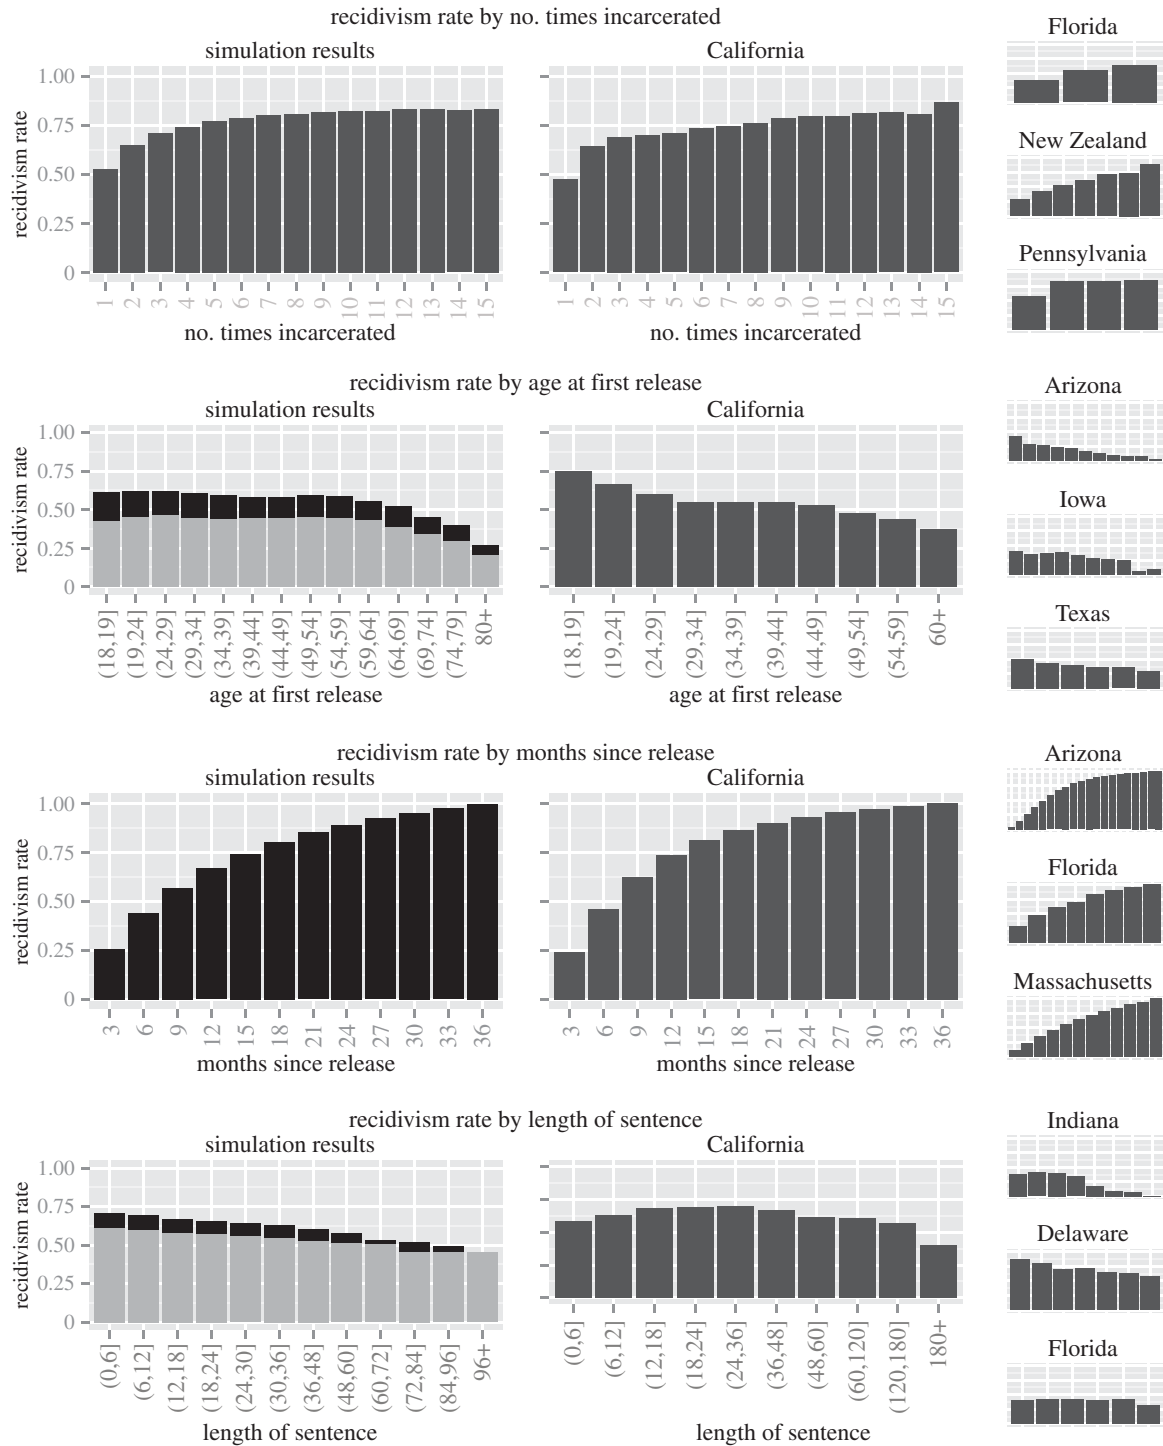 recidivism rate by no. times incarcerated
simulation results
California
recidivism rate
1.00
0.75
0.50
0.25
0
1 2 3 4 5 6 7 8 9 10 11 12 13 14 15
no. times incarcerated
1 2 3 4 5 6 7 8 9 10 11 12 13 14 15
no. times incarcerated
Florida
New Zealand
Pennsylvania
recidivism rate by age at first release
simulation results
California
recidivism rate
1.00
0.75
0.50
0.25
0
(18,19] (19,24] (24,29] (29,34] (34,39] (39,44] (44,49] (49,54] (54,59] (59,64] (64,69] (69,74] (74,79] 80+
age at first release
(18,19] (19,24] (24,29] (29,34] (34,39] (39,44] (44,49] (49,54] (54,59] 60+
age at first release
Arizona
Iowa
Texas
recidivism rate by months since release
simulation results
California
recidivism rate
1.00
0.75
0.50
0.25
0
3 6 9 12 15 18 21 24 27 30 33 36
months since release
3 6 9 12 15 18 21 24 27 30 33 36
months since release
Arizona
Florida
Massachusetts
recidivism rate by length of sentence
simulation results
California
recidivism rate
1.00
0.75
0.50
0.25
0
(0,6] (6,12] (12,18] (18,24] (24,30] (30,36] (36,48] (48,60] (60,72] (72,84] (84,96] 96+
length of sentence
(0,6] (6,12] (12,18] (18,24] (24,36] (36,48] (48,60] (60,120] (120,180] 180+
length of sentence
Indiana
Delaware
Florida